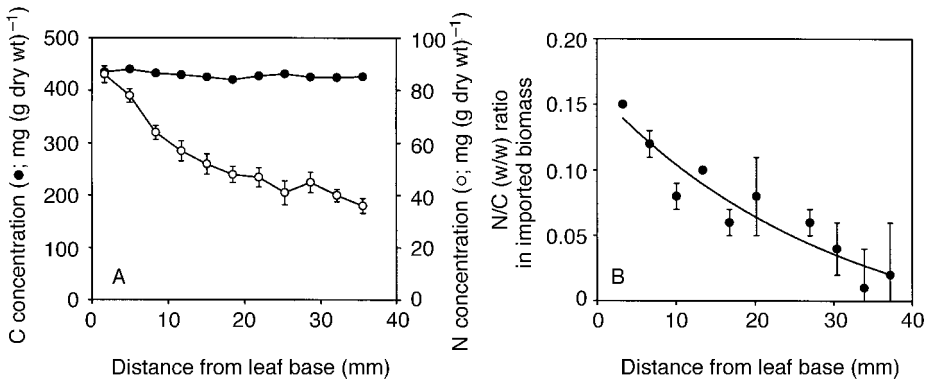 C concentration (●; mg (g dry wt)⁻¹)
500
400
300
200
100
0
A
0 10 20 30 40
Distance from leaf base (mm)
100
80
60
40
20
0
N concentration (○; mg (g dry wt)⁻¹)
N/C (w/w) ratio
in imported biomass
0.20
0.15
0.10
0.05
0.00
B
0 10 20 30 40
Distance from leaf base (mm)